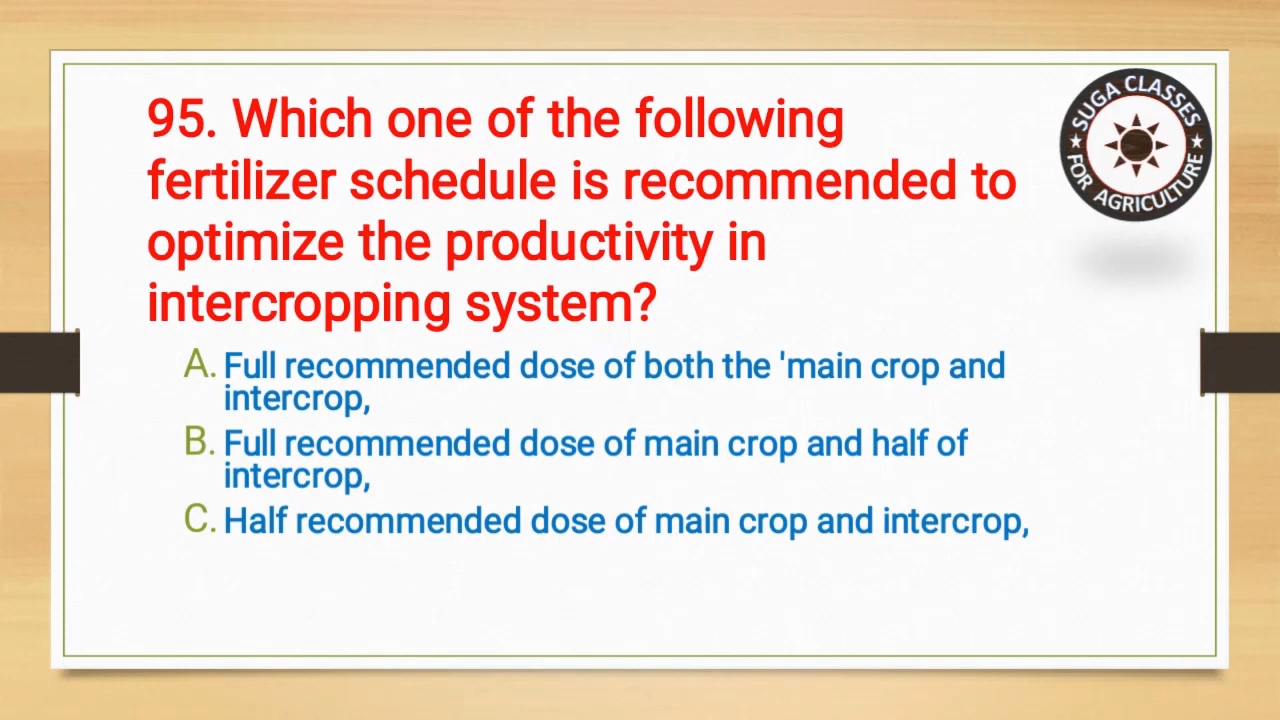 95. Which one of the following
fertilizer schedule is recommended to
optimize the productivity in
intercropping system?
A. Full recommended dose of both the 'main crop and
intercrop,
B. Full recommended dose of main crop and half of
intercrop,
C. Half recommended dose of main crop and intercrop,
SUGA CLASSES
FOR AGRICULTURE